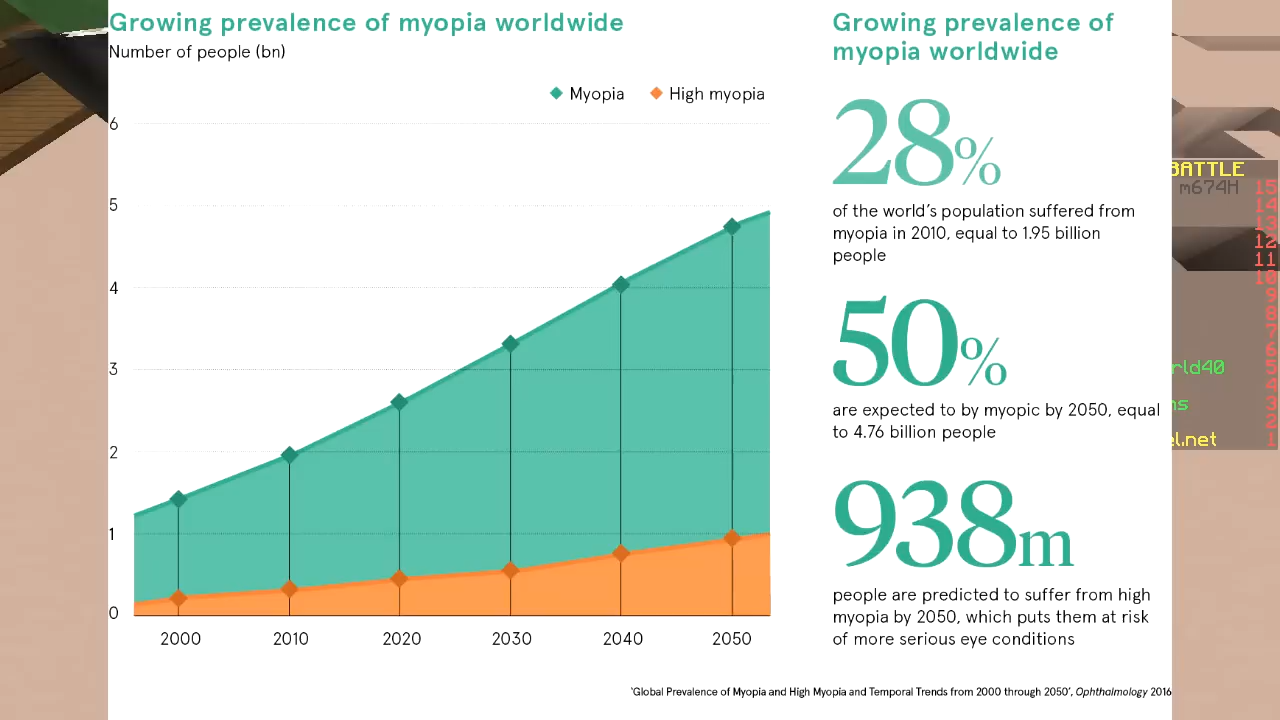 Growing prevalence of myopia worldwide
Number of people (bn)
Myopia
High myopia
6
5
4
3
2
1
0
2000
2010
2020
2030
2040
2050
Growing prevalence of
myopia worldwide
28%
of the world’s population suffered from
myopia in 2010, equal to 1.95 billion
people
50%
are expected to by myopic by 2050, equal
to 4.76 billion people
938m
people are predicted to suffer from high
myopia by 2050, which puts them at risk
of more serious eye conditions
‘Global Prevalence of Myopia and High Myopia and Temporal Trends from 2000 through 2050’, Ophthalmology 2016
BATTLE
m674H
15
14
13
12
11
10
9
8
7
6
rld40
5
4
ns
3
2
el.net
1